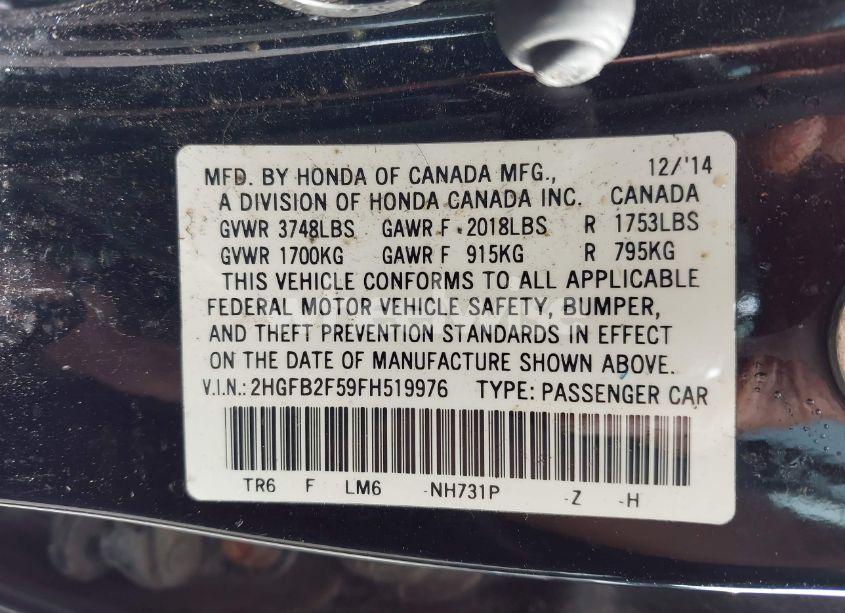 MFD. BY HONDA OF CANADA MFG., 12/'14
A DIVISION OF HONDA CANADA INC. CANADA
GVWR 3748LBS GAWR F 2018LBS R 1753LBS
GVWR 1700KG GAWR F 915KG R 795KG
THIS VEHICLE CONFORMS TO ALL APPLICABLE
FEDERAL MOTOR VEHICLE SAFETY, BUMPER,
AND THEFT PREVENTION STANDARDS IN EFFECT
ON THE DATE OF MANUFACTURE SHOWN ABOVE.
V.I.N.: 2HGFB2F59FH519976 TYPE: PASSENGER CAR
TR6 F LM6 -NH731P -Z -H